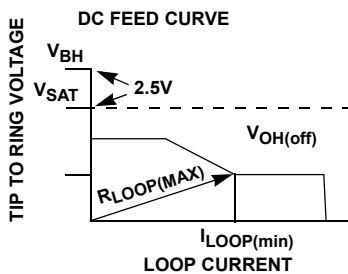 DC FEED CURVE
TIP TO RING VOLTAGE
VBH
VSAT
2.5V
VOH(off)
RLOOP(MAX)
ILOOP(min)
LOOP CURRENT